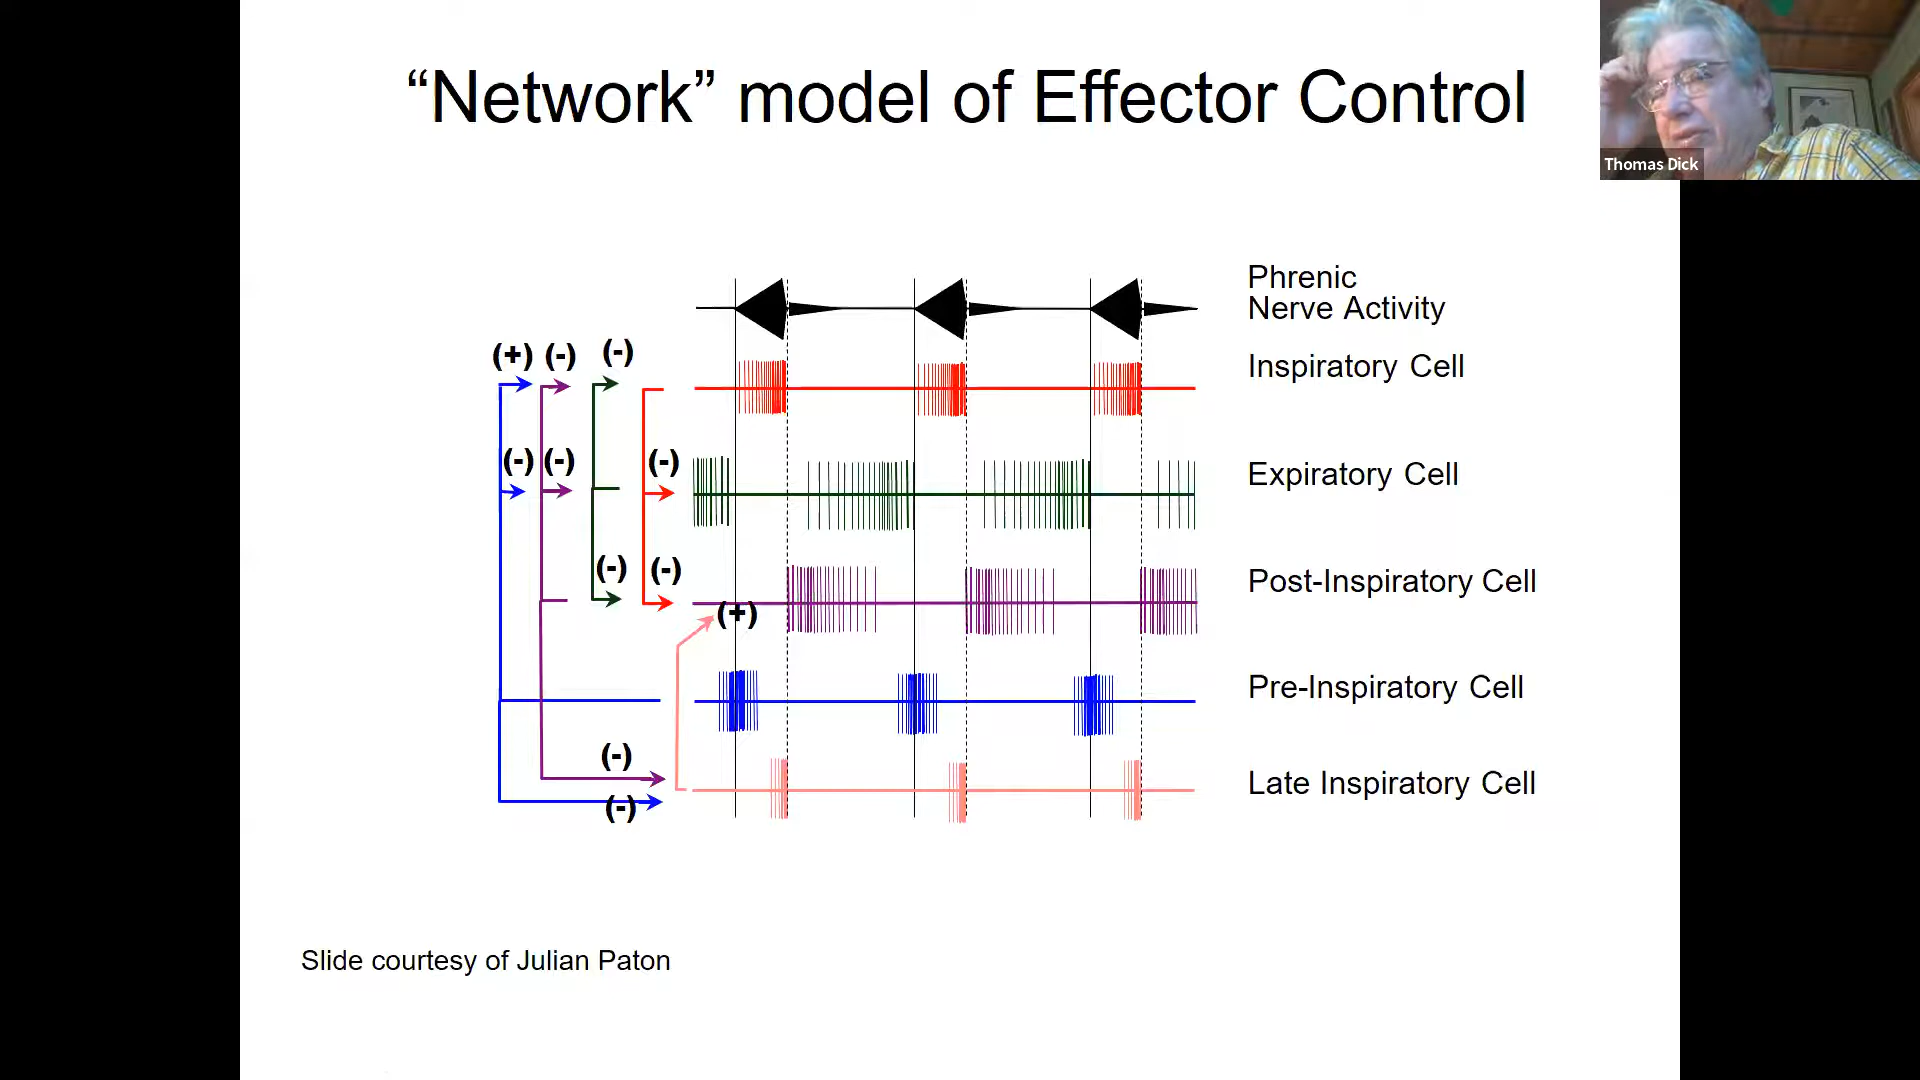 “Network” model of Effector Control
Thomas Dick
Phrenic
Nerve Activity
(+) (-) (-)
Inspiratory Cell
(-) (-) (-)
Expiratory Cell
(-) (-)
Post-Inspiratory Cell
(+)
Pre-Inspiratory Cell
(-)
Late Inspiratory Cell
(-)
Slide courtesy of Julian Paton